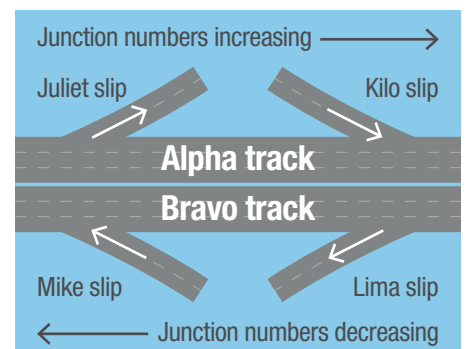 Junction numbers increasing
Juliet slip
Kilo slip
Alpha track
Bravo track
Mike slip
Lima slip
Junction numbers decreasing